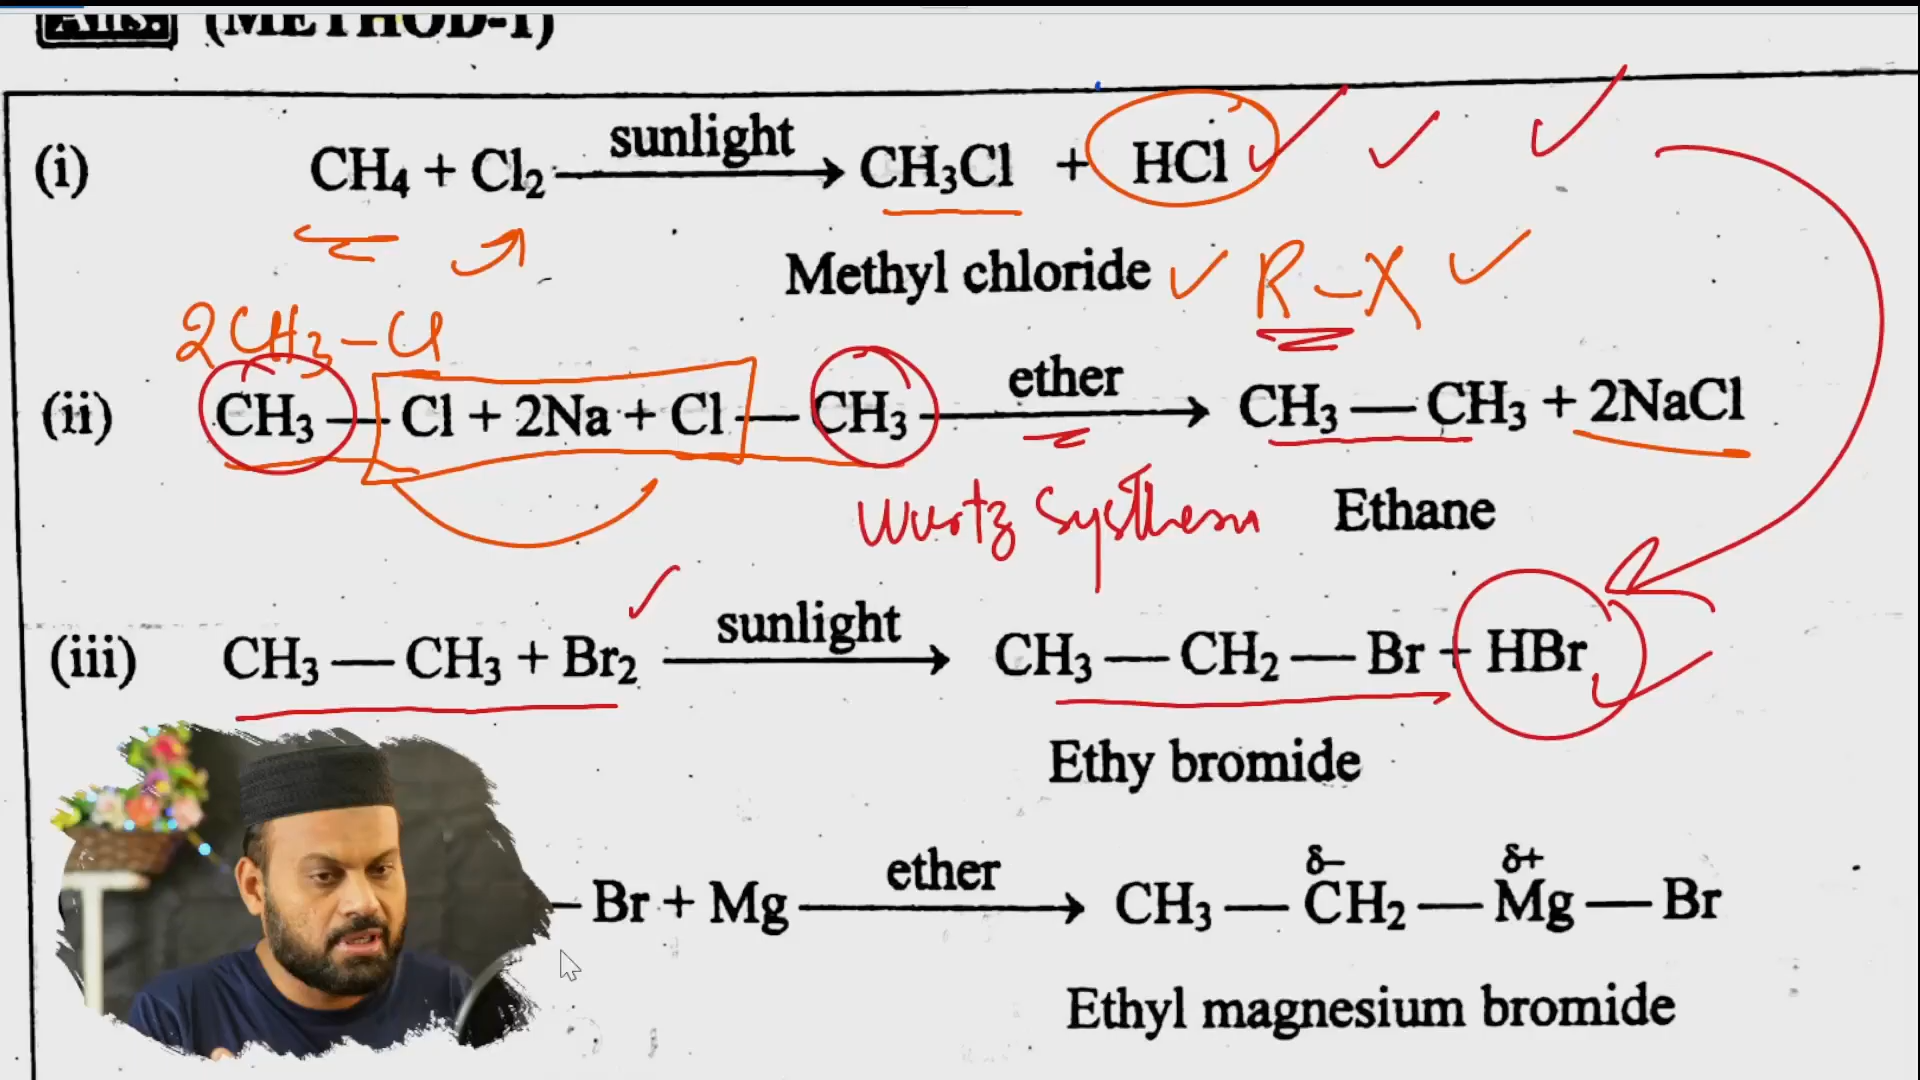 Ans. (METHOD-1)
(i) CH₄ + Cl₂ sunlight → CH₃Cl + HCl
Methyl chloride R-X
2CH₃-Cl
(ii) CH₃ — Cl + 2Na + Cl — CH₃ ether → CH₃ — CH₃ + 2NaCl
Wurtz Ethane
(iii) CH₃ — CH₃ + Br₂ sunlight → CH₃ — CH₂ — Br + HBr
Ethy bromide
— Br + Mg ether → CH₃ — CH₂ — Mg — Br
δ– δ+
Ethyl magnesium bromide